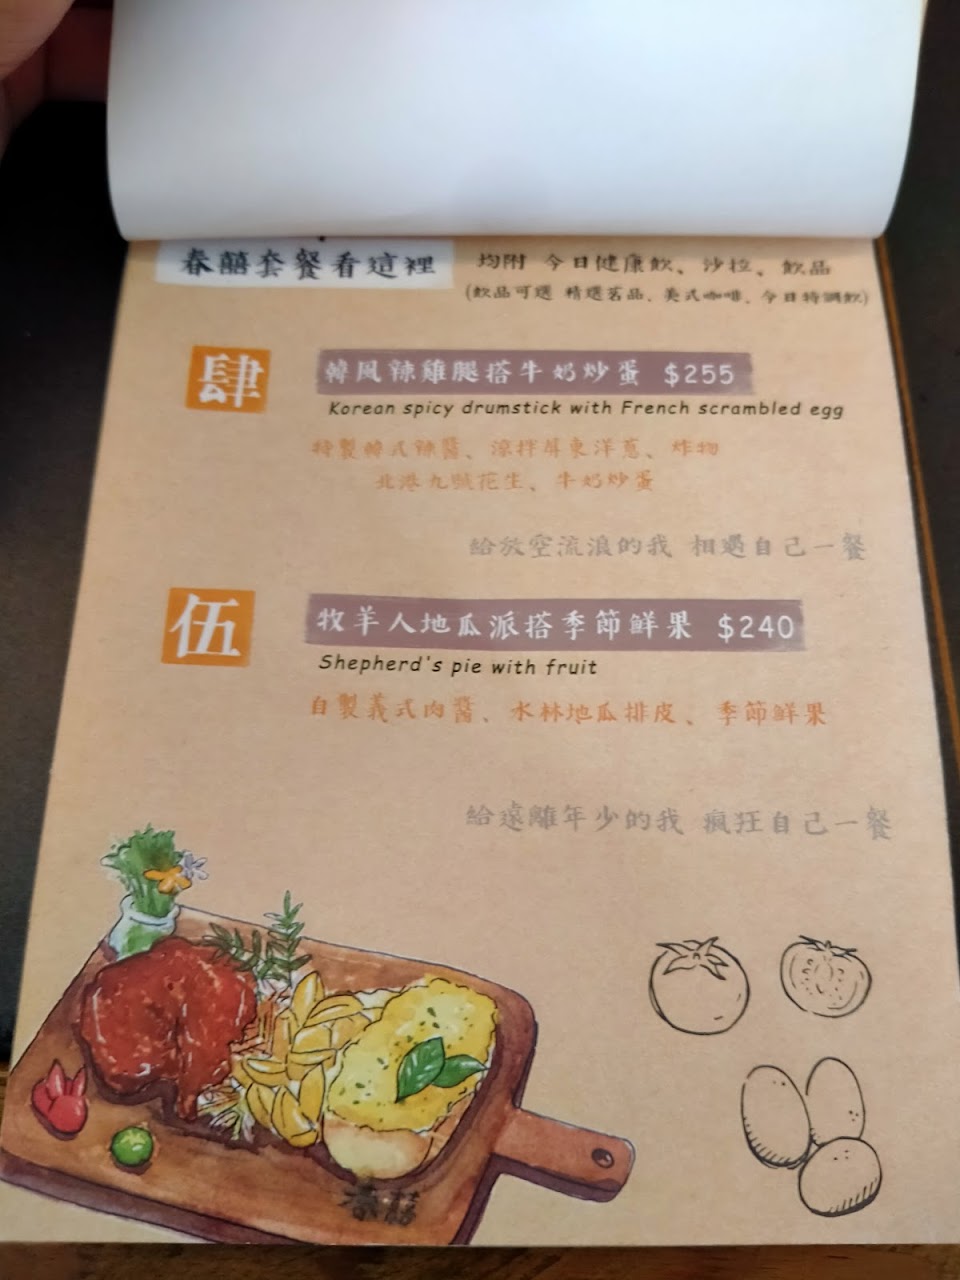 春囍套餐看這裡
均附 今日健康飲、沙拉、飲品
(飲品可選 精選茗品、美式咖啡、今日特調飲)
肆
韓風辣雞腿搭牛奶炒蛋 $255
Korean spicy drumstick with French scrambled egg
特製韓式辣醬、涼拌屏東洋蔥、炸物
北港九號花生、牛奶炒蛋
給放空流浪的我 相遇自己一餐
伍
牧羊人地瓜派搭季節鮮果 $240
Shepherd's pie with fruit
自製義式肉醬、水林地瓜排皮、季節鮮果
給遠離年少的我 瘋狂自己一餐
春囍